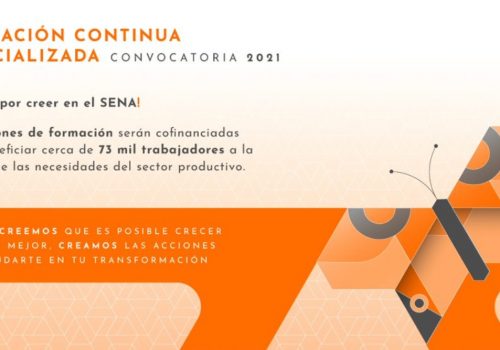 ACIÓN CONTINUA
CIALIZADA CONVOCATORIA 2021
por creer en el SENA!
nes de formación serán cofinanciadas
eficiar cerca de 73 mil trabajadores a la
e las necesidades del sector productivo.
CREEMOS QUE ES POSIBLE CRECER
MEJOR, CREAMOS LAS ACCIONES
UDARTE EN TU TRANSFORMACIÓN